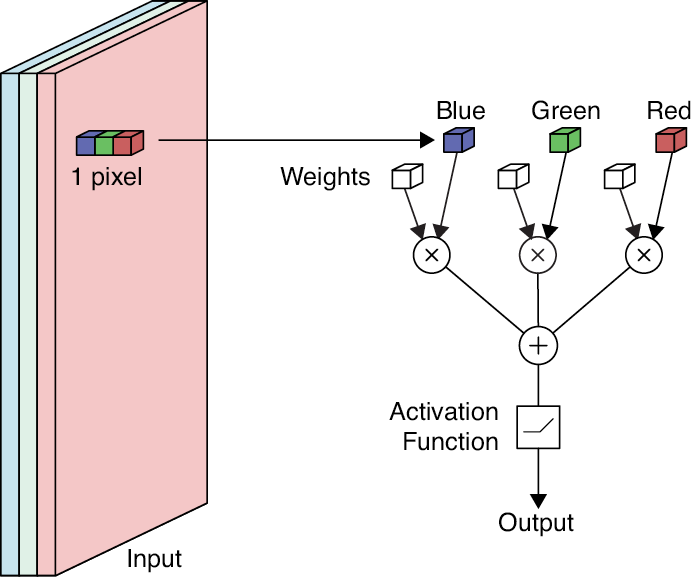 Blue
Green
Red
1 pixel
Weights
×
×
×
+
Activation
Function
Output
Input